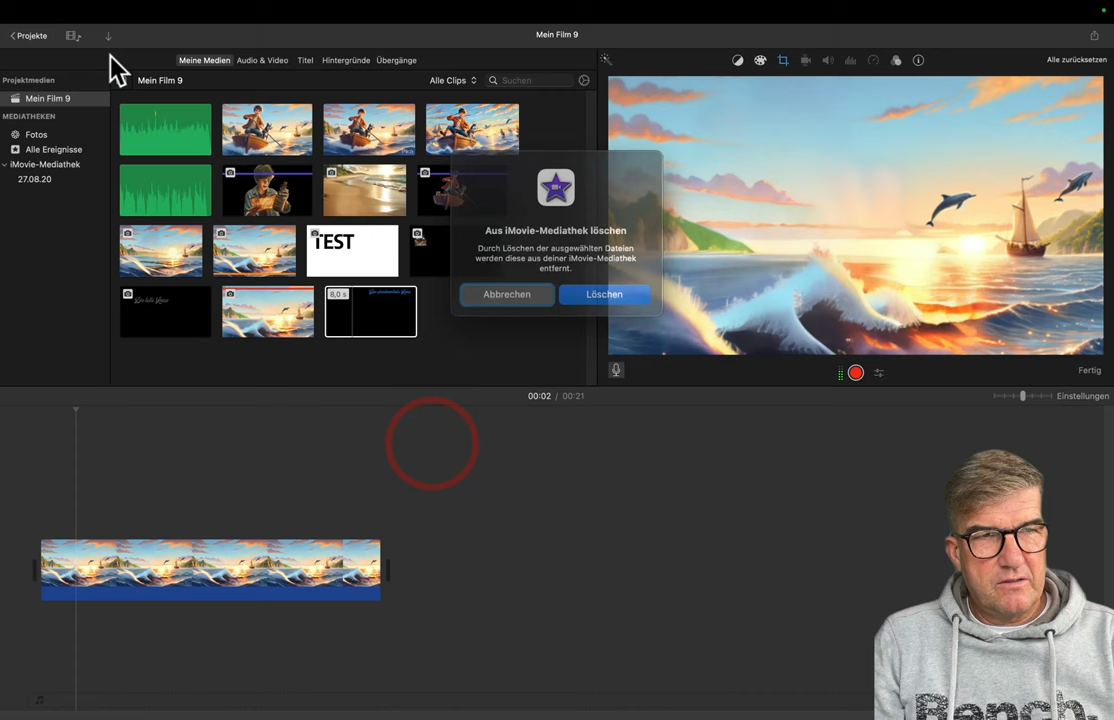 Projekte
Mein Film 9
Meine Medien
Audio & Video
Titel
Hintergründe
Übergänge
Alle zurücksetzen
Projektmedien
Mein Film 9
Alle Clips
Suchen
Mein Film 9
MEDIATHEKEN
Fotos
Alle Ereignisse
iMovie-Mediathek
27.08.20
TEST
8,0 s
Aus iMovie-Mediathek löschen
Durch Löschen der ausgewählten Dateien
werden diese aus deiner iMovie-Mediathek
entfernt.
Abbrechen
Löschen
Fertig
00:02 / 00:21
Einstellungen